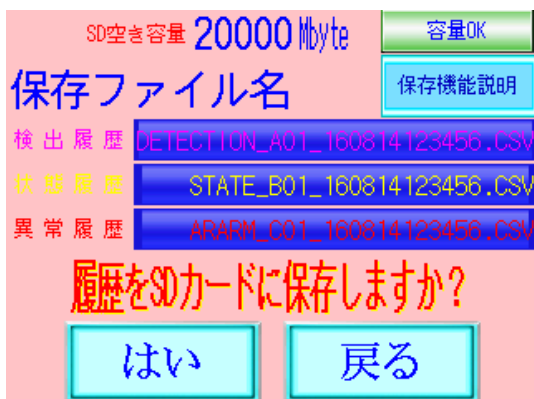 SD空き容量 20000 Mbyte 容量OK
保存ファイル名 保存機能説明
検出履歴 DETECTION_A01_160814123456.CSV
状態履歴 STATE_B01_160814123456.CSV
異常履歴 ARARM_C01_160814123456.CSV
履歴をSDカードに保存しますか?
はい 戻る